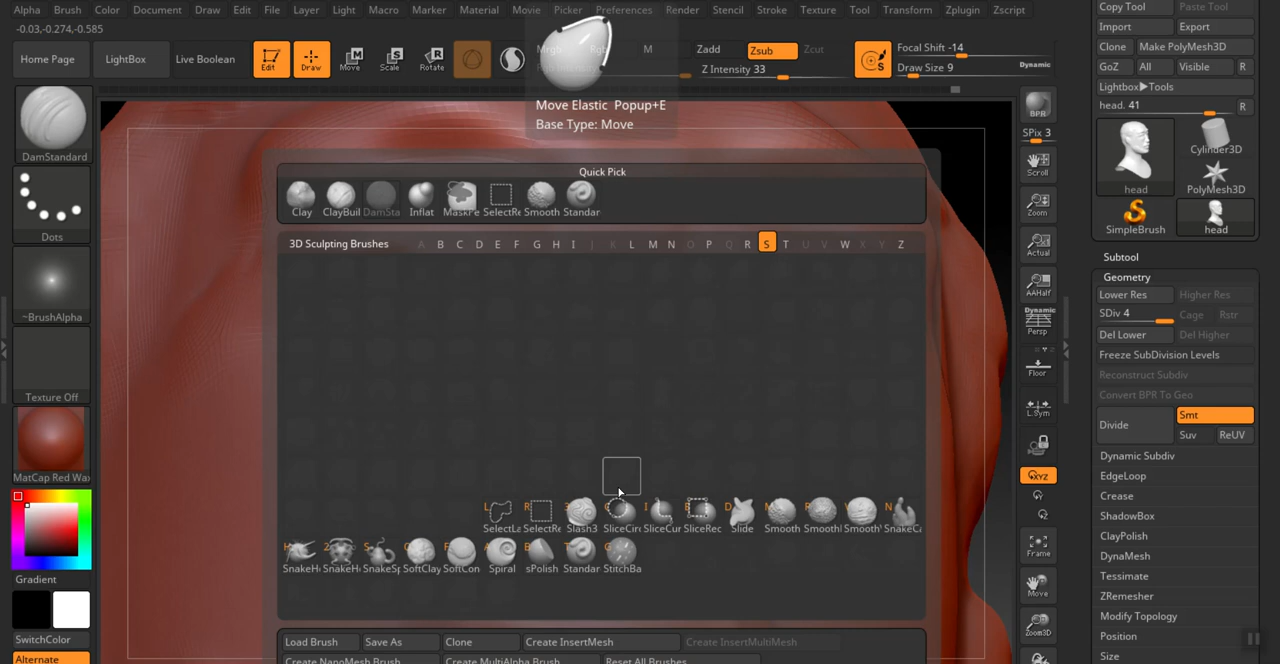 Alpha Brush Color Document Draw Edit File Layer Light Macro Marker Material Movie Picker Preferences Render Stencil Stroke Texture Tool Transform Zplugin Zscript
-0.03,-0.274,-0.585
Home Page LightBox Live Boolean Edit Draw Move Scale Rotate
Mrgb Rgb M Zadd Zsub Zcut
Z Intensity 33
Focal Shift -14
Draw Size 9 Dynamic
Move Elastic Popup+E
Base Type: Move
DamStandard
Dots
~BrushAlpha
Texture Off
MatCap Red Wax
Gradient
SwitchColor
Alternate
Quick Pick
Clay ClayBuil DamSta Inflat MaskPe SelectRe Smooth Standar
3D Sculpting Brushes A B C D E F G H I J K L M N O P Q R S T U V W X Y Z
SelectLa SelectRe Slash3 SliceCirc SliceCur SliceRec Slide Smooth SmoothP SmoothV SnakeCa
SnakeHo SnakeHo SnakeSp SoftClay SoftCon Spiral sPolish Standar StitchBa
Load Brush Save As Clone Create InsertMesh Create InsertMultiMesh
Create NanoMesh Brush Create MultiAlpha Brush Reset All Brushes
BPR
SPix 3
Scroll
Zoom
Actual
AAHalf
Dynamic
Persp
Floor
L.Sym
XYZ
Frame
Move
Zoom3D
Copy Tool Paste Tool
Import Export
Clone Make PolyMesh3D
GoZ All Visible R
Lightbox▶Tools
head. 41 R
head Cylinder3D
PolyMesh3D
SimpleBrush head
Subtool
Geometry
Lower Res Higher Res
SDiv 4 Cage Rstr
Del Lower Del Higher
Freeze SubDivision Levels
Reconstruct Subdiv
Convert BPR To Geo
Divide Smt
Suv ReUV
Dynamic Subdiv
EdgeLoop
Crease
ShadowBox
ClayPolish
DynaMesh
Tessimate
ZRemesher
Modify Topology
Position
Size